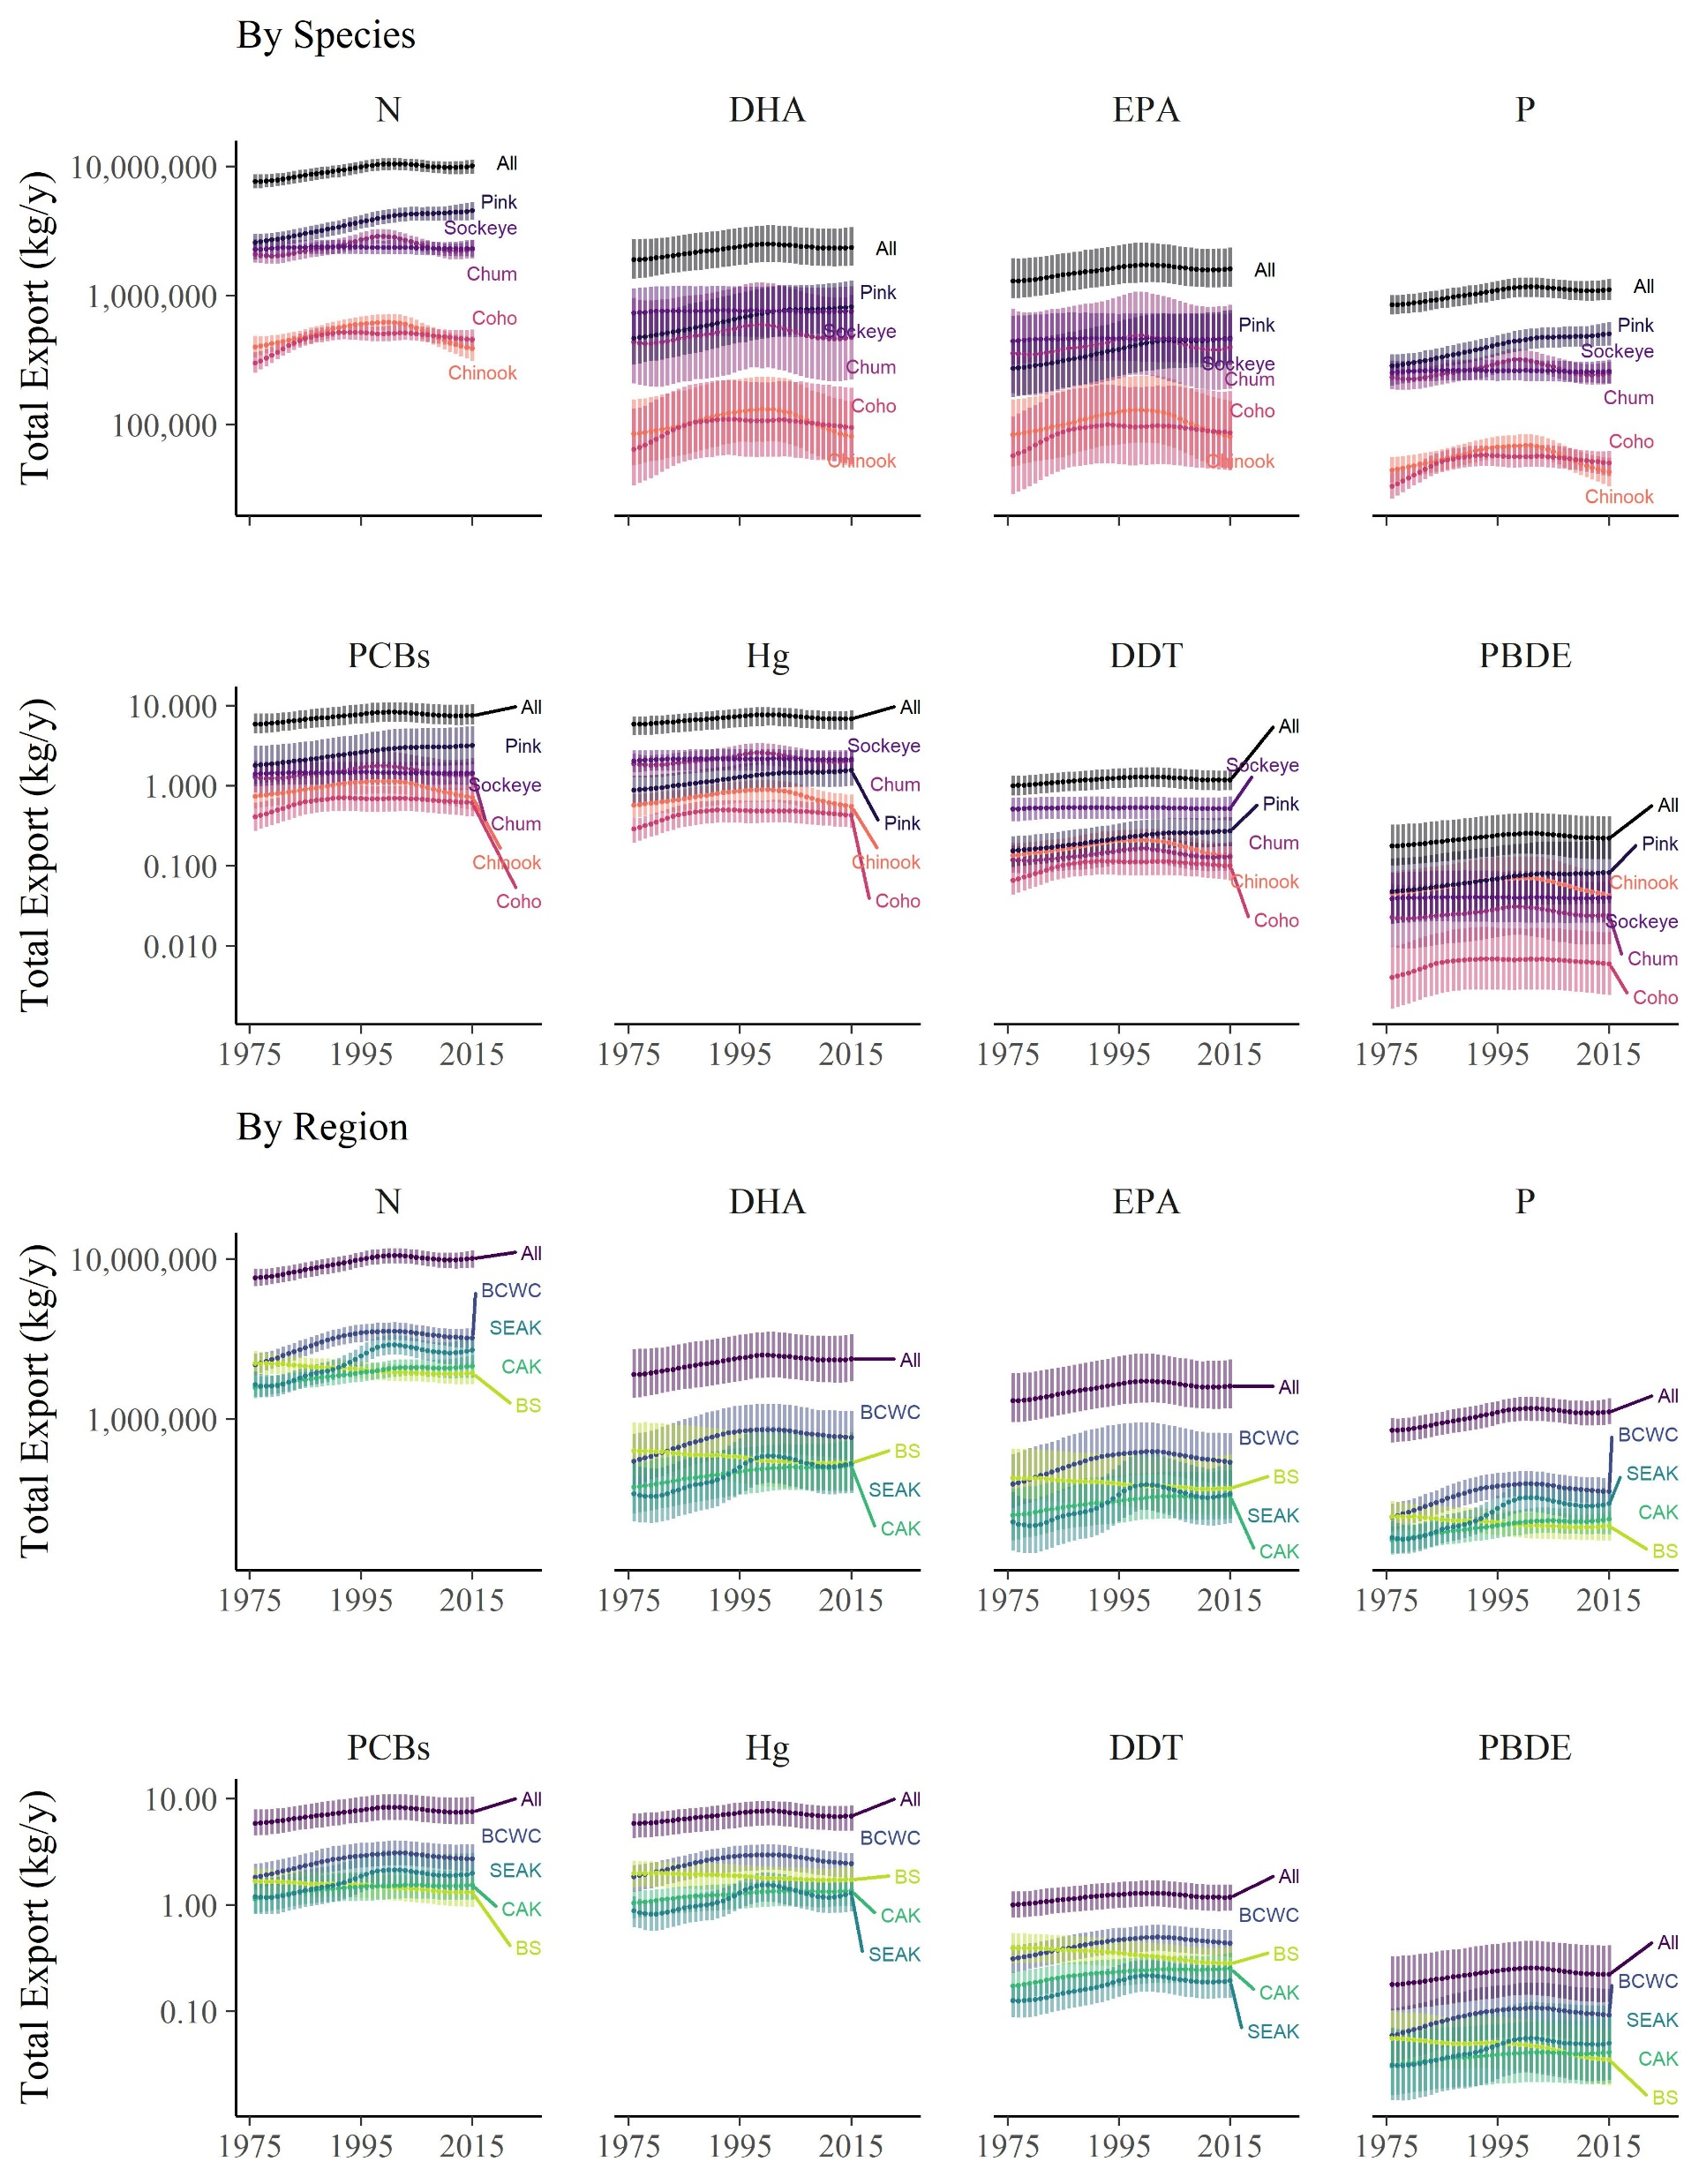 By Species
N DHA EPA P
Total Export (kg/y)
10,000,000
1,000,000
100,000
All
Pink
Sockeye
Chum
Coho
Chinook
All
Pink
Sockeye
Chum
Coho
Chinook
All
Pink
Sockeye
Chum
Coho
Chinook
All
Pink
Sockeye
Chum
Coho
Chinook
PCBs Hg DDT PBDE
Total Export (kg/y)
10.000
1.000
0.100
0.010
All
Pink
Sockeye
Chum
Chinook
Coho
All
Sockeye
Chum
Pink
Chinook
Coho
All
Sockeye
Pink
Chum
Chinook
Coho
All
Pink
Chinook
Sockeye
Chum
Coho
1975 1995 2015 1975 1995 2015 1975 1995 2015 1975 1995 2015
By Region
N DHA EPA P
Total Export (kg/y)
10,000,000
1,000,000
All
BCWC
SEAK
CAK
BS
All
BCWC
BS
SEAK
CAK
All
BCWC
BS
SEAK
CAK
All
BCWC
SEAK
CAK
BS
1975 1995 2015 1975 1995 2015 1975 1995 2015 1975 1995 2015
PCBs Hg DDT PBDE
Total Export (kg/y)
10.00
1.00
0.10
All
BCWC
SEAK
CAK
BS
All
BCWC
BS
CAK
SEAK
All
BCWC
BS
CAK
SEAK
All
BCWC
SEAK
CAK
BS
1975 1995 2015 1975 1995 2015 1975 1995 2015 1975 1995 2015